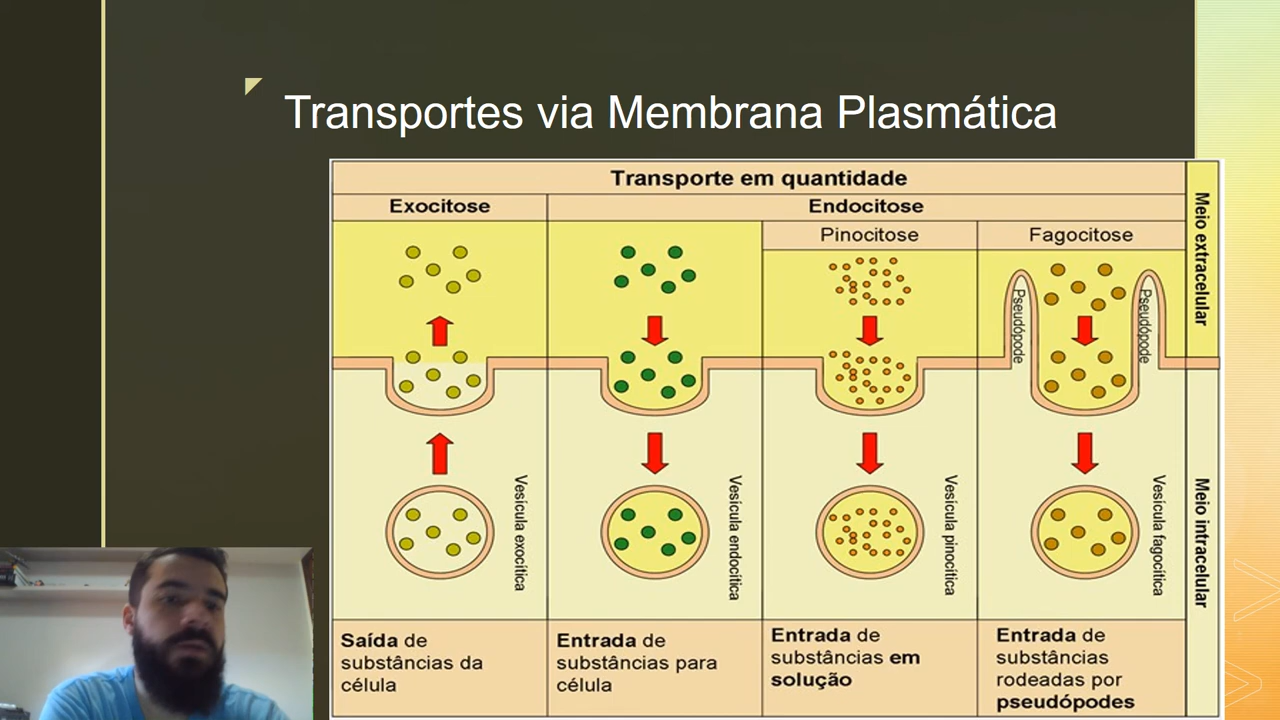 Transportes via Membrana Plasmática
Transporte em quantidade
Exocitose
Endocitose
Pinocitose
Fagocitose
Meio extracelular
Pseudópode
Pseudópode
Vesícula exocítica
Vesícula endocítica
Vesícula pinocítica
Vesícula fagocítica
Meio intracelular
Saída de
substâncias da
célula
Entrada de
substâncias para
célula
Entrada de
substâncias em
solução
Entrada de
substâncias
rodeadas por
pseudópodes